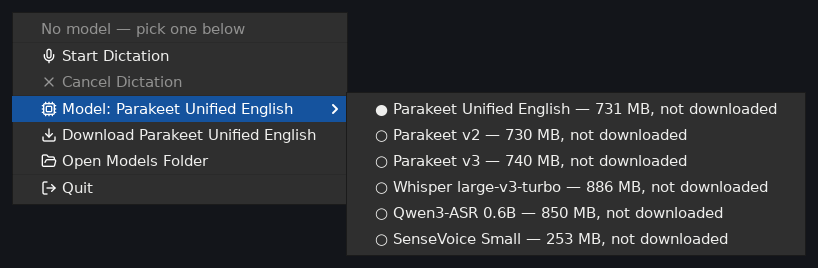 No model — pick one below
Start Dictation
Cancel Dictation
Model: Parakeet Unified English
Download Parakeet Unified English
Open Models Folder
Quit
Parakeet Unified English — 731 MB, not downloaded
Parakeet v2 — 730 MB, not downloaded
Parakeet v3 — 740 MB, not downloaded
Whisper large-v3-turbo — 886 MB, not downloaded
Qwen3-ASR 0.6B — 850 MB, not downloaded
SenseVoice Small — 253 MB, not downloaded